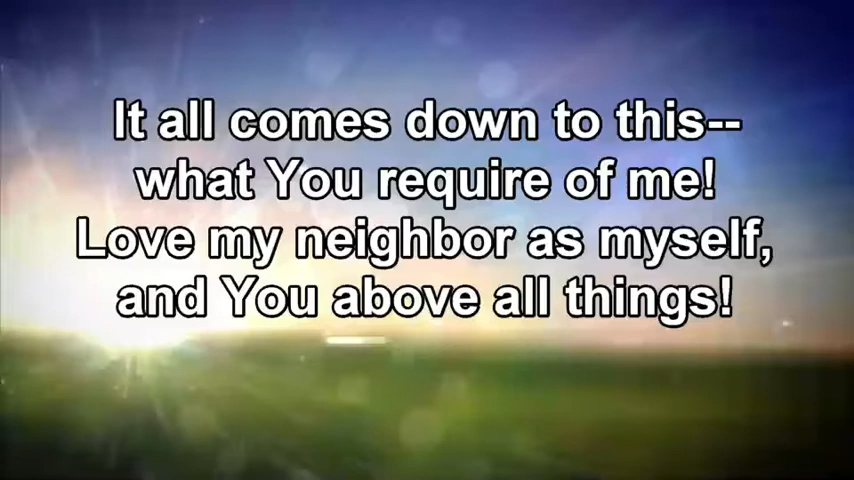 It all comes down to this--
what You require of me!
Love my neighbor as myself,
and You above all things!